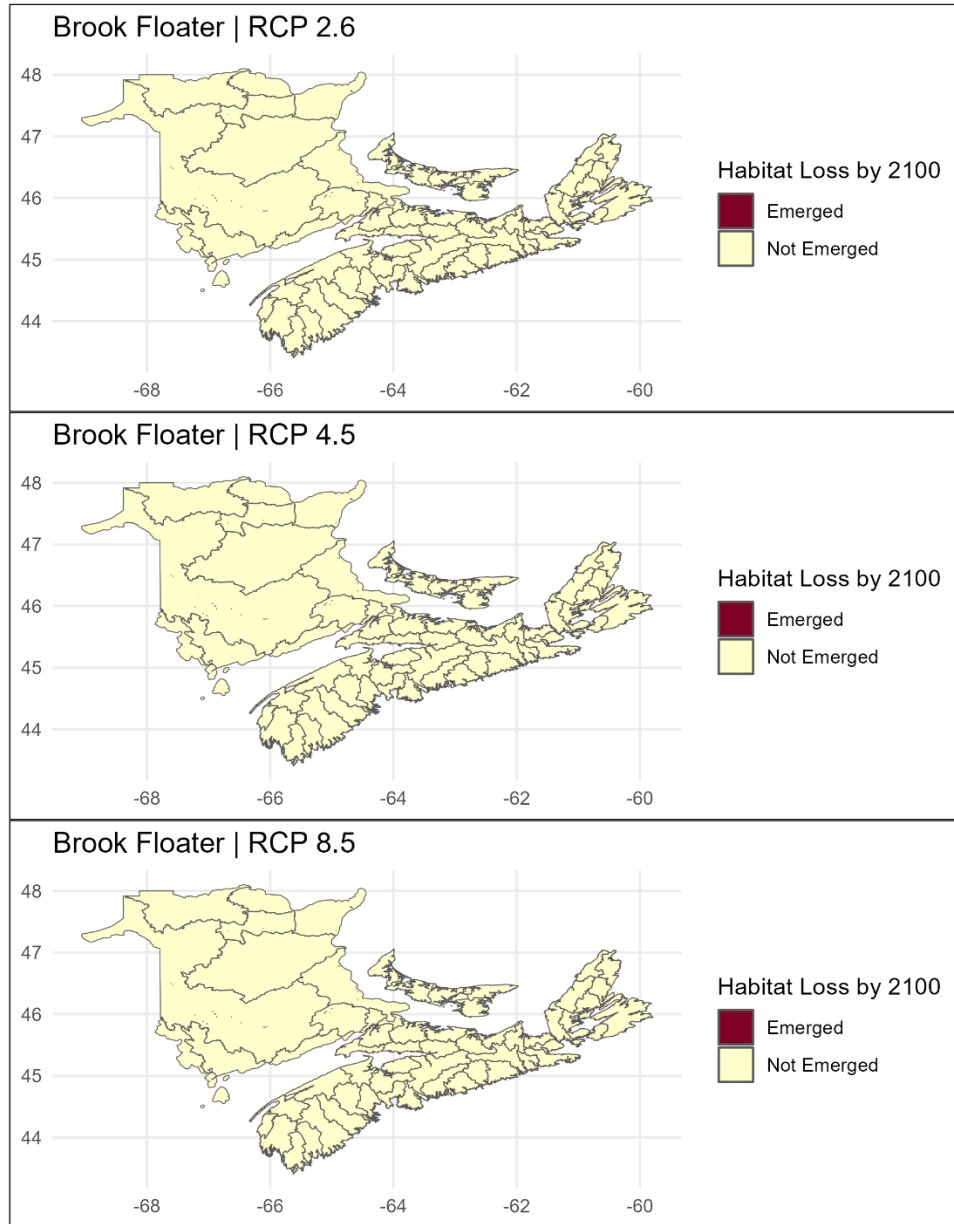 Brook Floater | RCP 2.6
48
47
46
45
44
-68 -66 -64 -62 -60
Habitat Loss by 2100
Emerged
Not Emerged
Brook Floater | RCP 4.5
48
47
46
45
44
-68 -66 -64 -62 -60
Habitat Loss by 2100
Emerged
Not Emerged
Brook Floater | RCP 8.5
48
47
46
45
44
-68 -66 -64 -62 -60
Habitat Loss by 2100
Emerged
Not Emerged